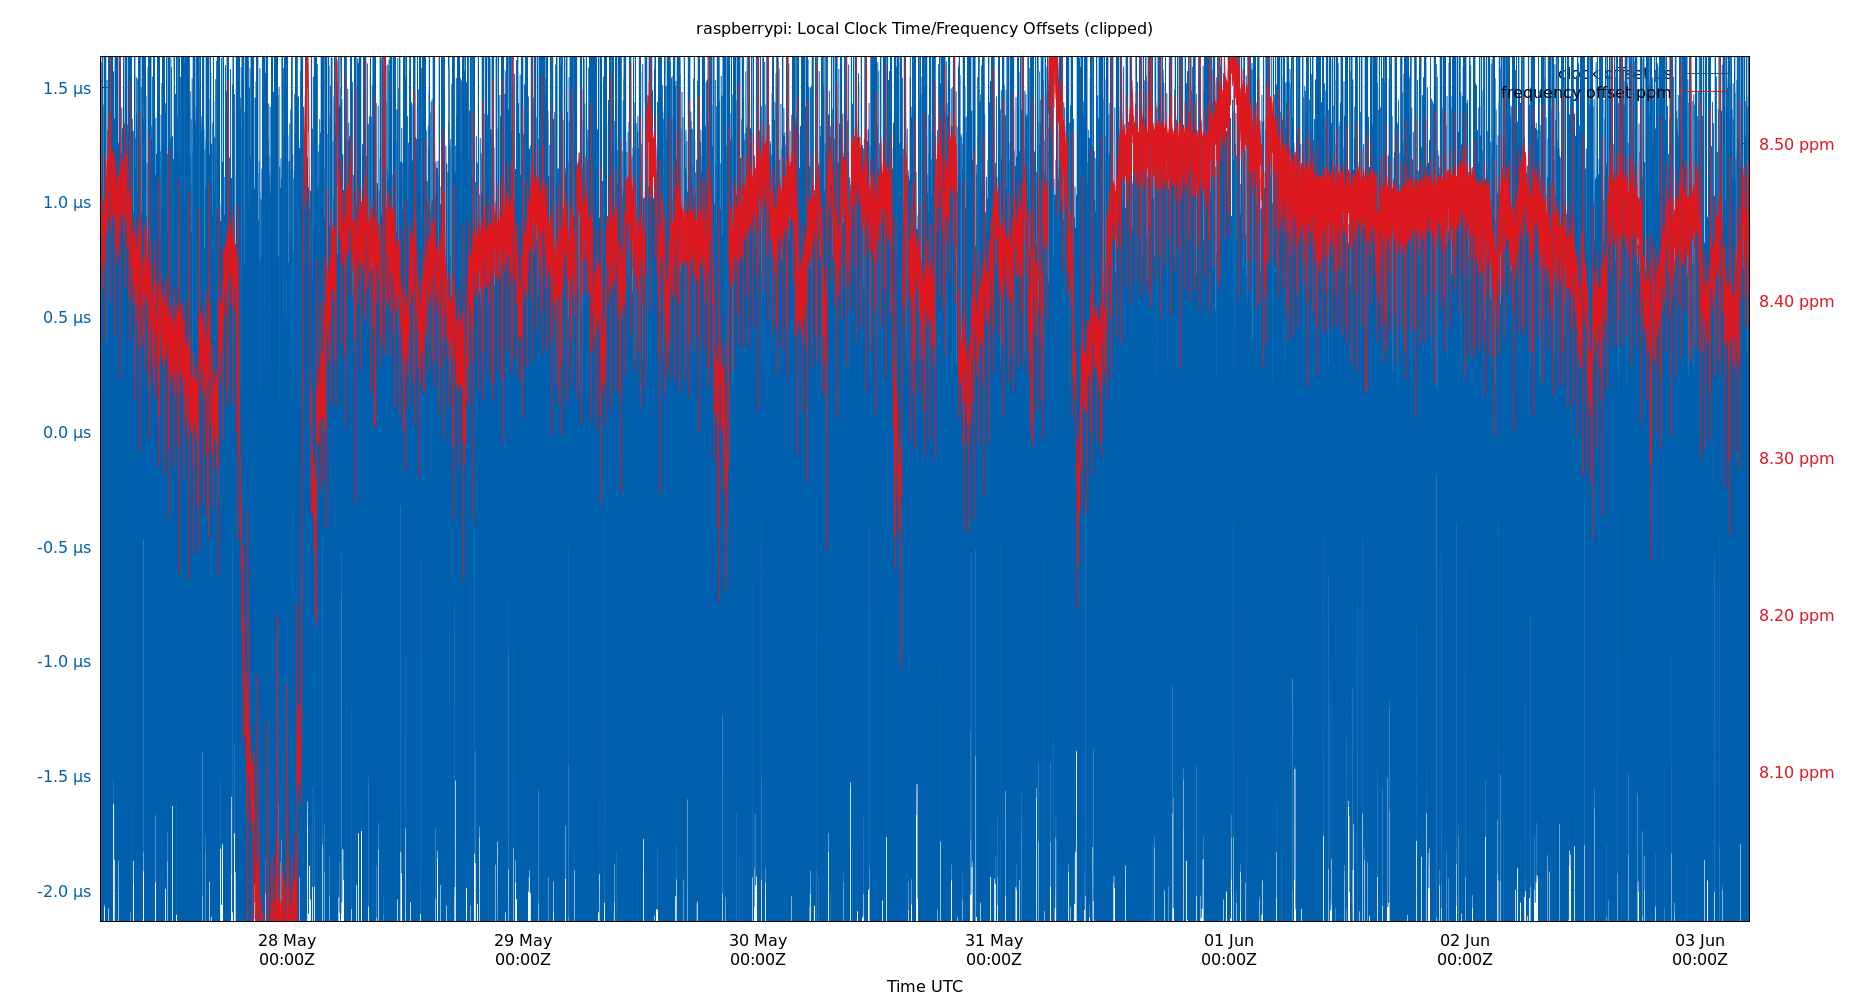 raspberrypi: Local Clock Time/Frequency Offsets (clipped)
clock offset µs
frequency offset ppm
1.5 µs
1.0 µs
0.5 µs
0.0 µs
-0.5 µs
-1.0 µs
-1.5 µs
-2.0 µs
8.50 ppm
8.40 ppm
8.30 ppm
8.20 ppm
8.10 ppm
28 May 29 May 30 May 31 May 01 Jun 02 Jun 03 Jun
00:00Z 00:00Z 00:00Z 00:00Z 00:00Z 00:00Z 00:00Z
Time UTC